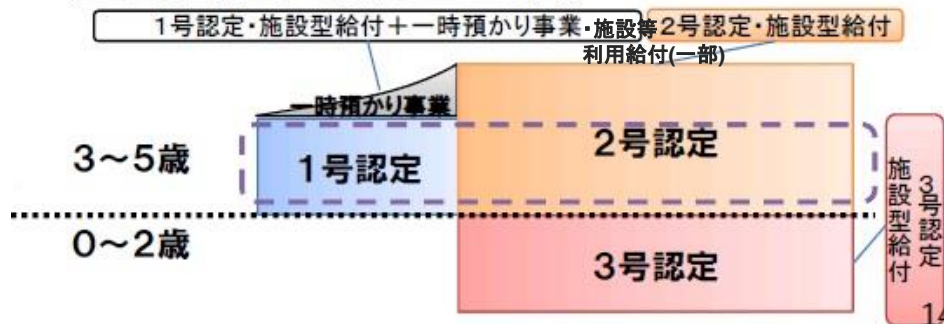 1号認定・施設型給付＋一時預かり事業・施設等
利用給付(一部)
2号認定・施設型給付
一時預かり事業
3～5歳
1号認定
2号認定
0～2歳
3号認定
3号認定
施設型給付
14